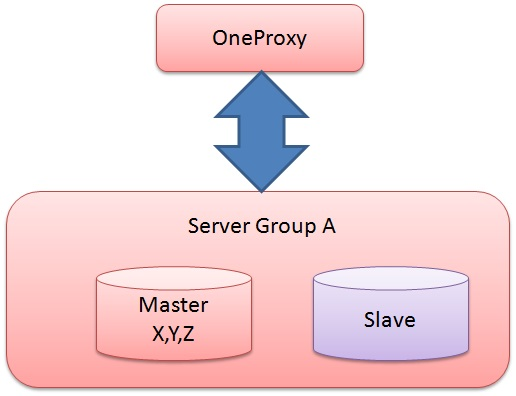 OneProxy
Server Group A
Master
X,Y,Z
Slave